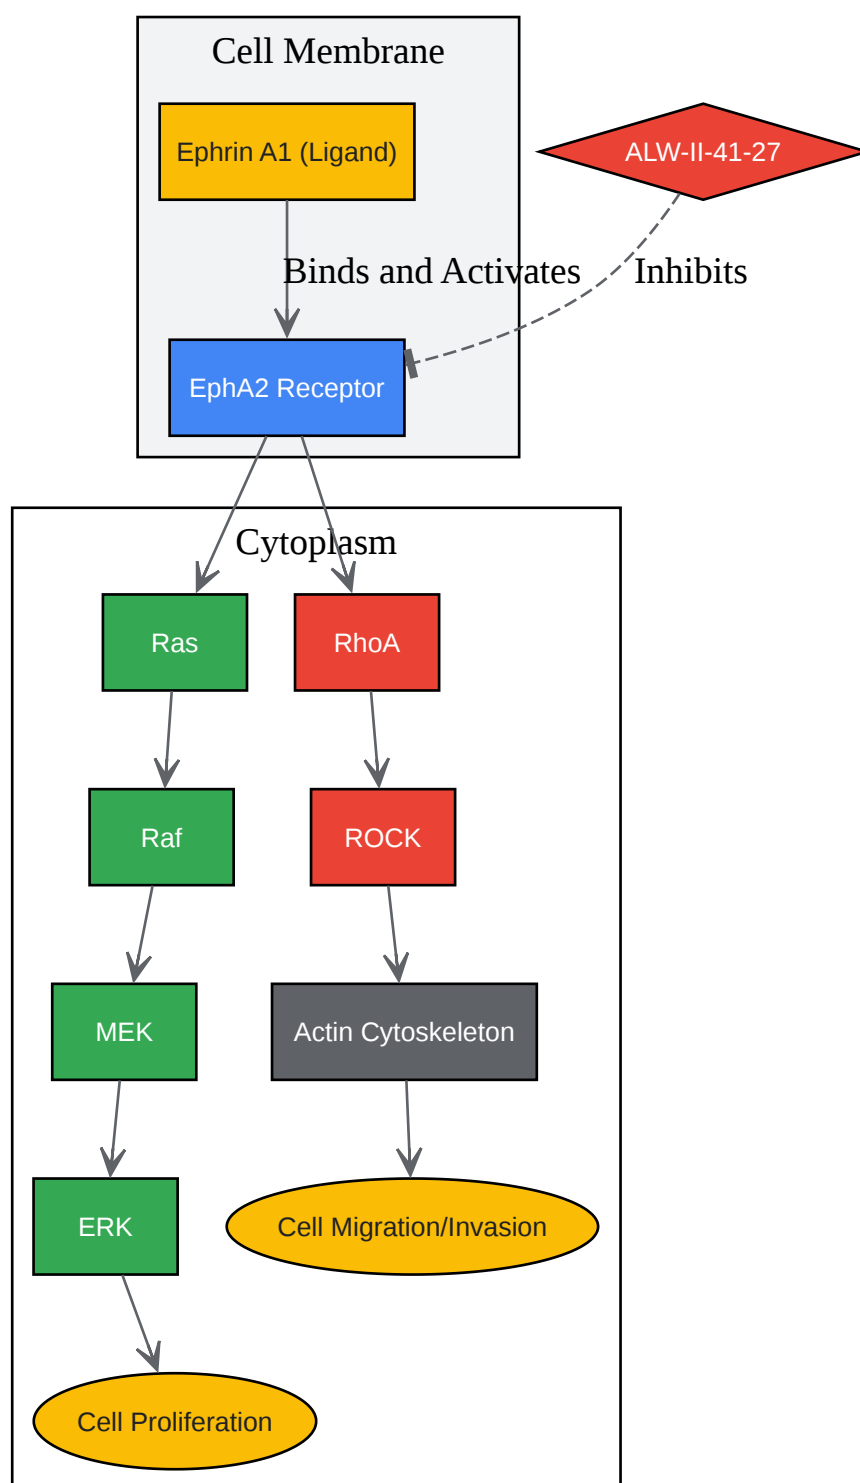 Cell Membrane
Ephrin A1 (Ligand)
ALW-II-41-27
Binds and Activates
Inhibits
EphA2 Receptor
Cytoplasm
Ras
RhoA
Raf
ROCK
MEK
Actin Cytoskeleton
ERK
Cell Migration/Invasion
Cell Proliferation